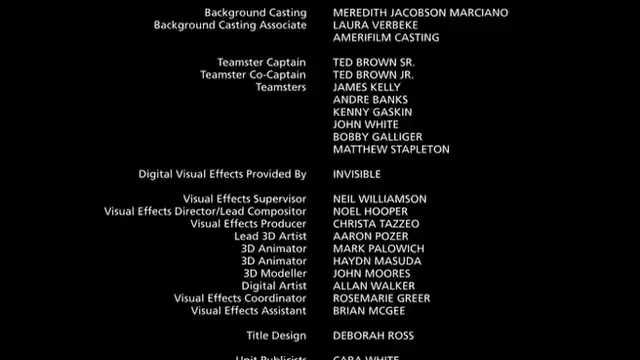 Background Casting MEREDITH JACOBSON MARCIANO
Background Casting Associate LAURA VERBEKE
AMERIFILM CASTING
Teamster Captain TED BROWN SR.
Teamster Co-Captain TED BROWN JR.
Teamsters JAMES KELLY
ANDRE BANKS
KENNY GASKIN
JOHN WHITE
BOBBY GALLIGER
MATTHEW STAPLETON
Digital Visual Effects Provided By INVISIBLE
Visual Effects Supervisor NEIL WILLIAMSON
Visual Effects Director/Lead Compositor NOEL HOOPER
Visual Effects Producer CHRISTA TAZZEO
Lead 3D Artist AARON POZER
3D Animator MARK PALOWICH
3D Animator HAYDN MASUDA
3D Modeller JOHN MOORES
Digital Artist ALLAN WALKER
Visual Effects Coordinator ROSEMARIE GREER
Visual Effects Assistant BRIAN MCGEE
Title Design DEBORAH ROSS
Unit Publicists CARA WHITE